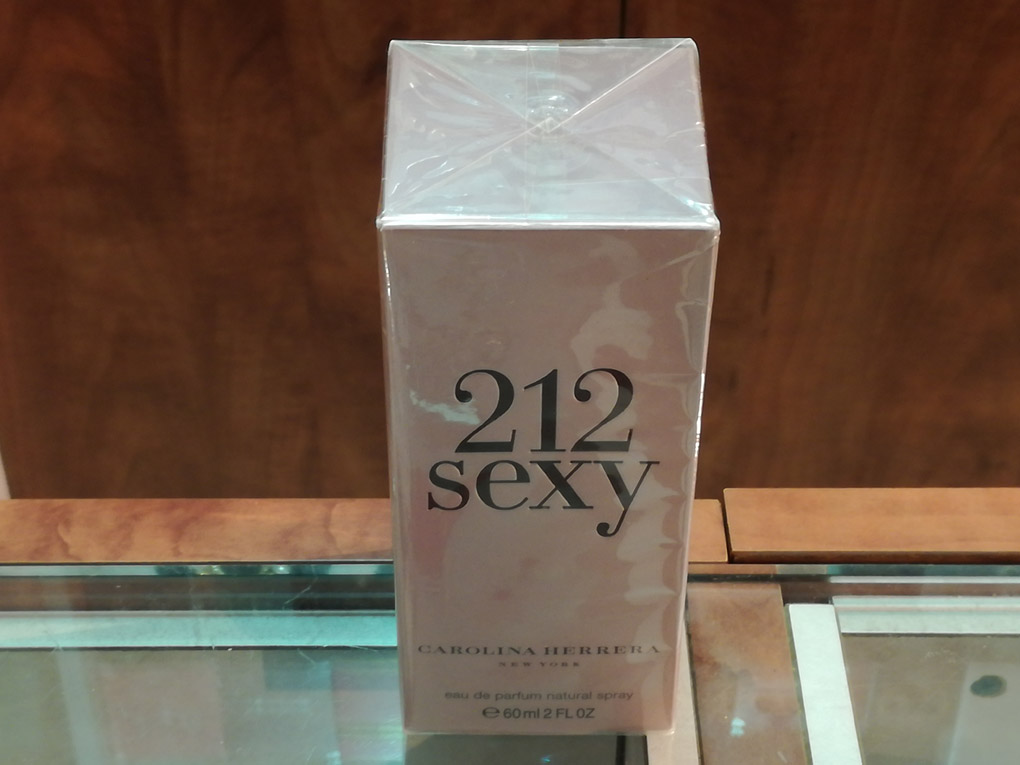 212
sexy
CAROLINA HERRERA
NEW YORK
eau de parfum natural spray
℮ 60ml 2 FL OZ